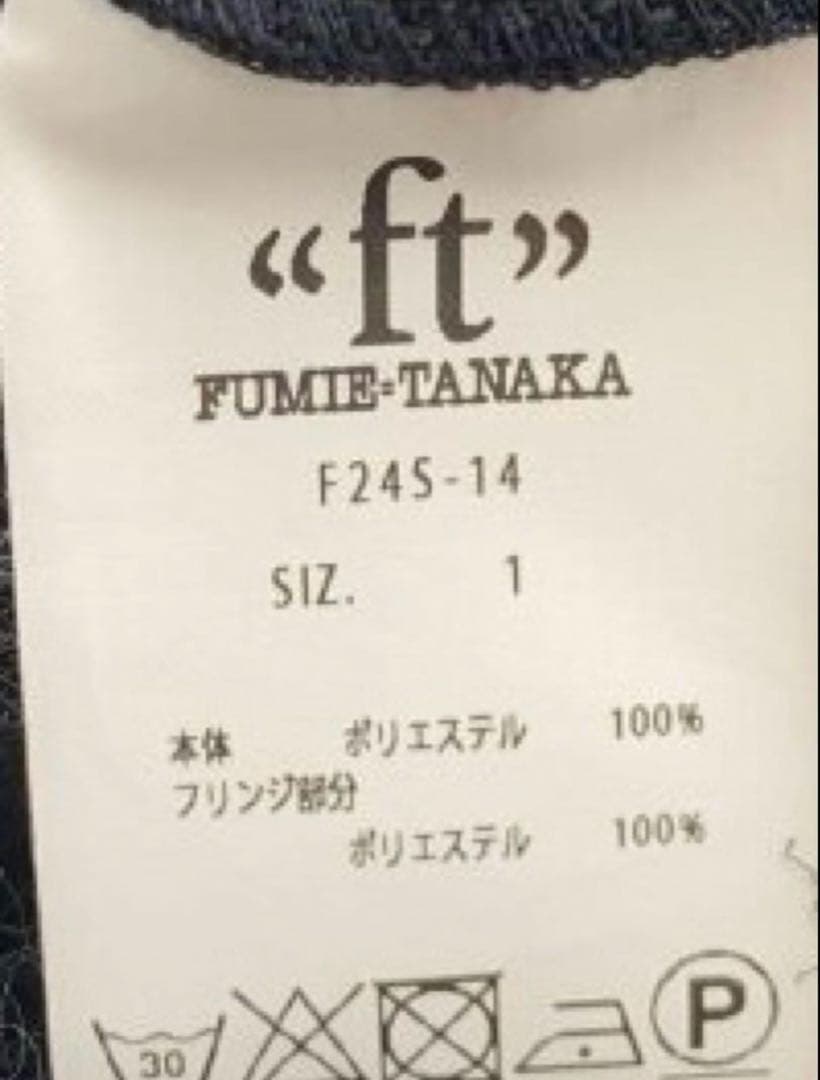 “ft”
FUMIE=TANAKA
F24S-14
SIZ. 1
本体 ポリエステル 100%
フリンジ部分
ポリエステル 100%
30
P